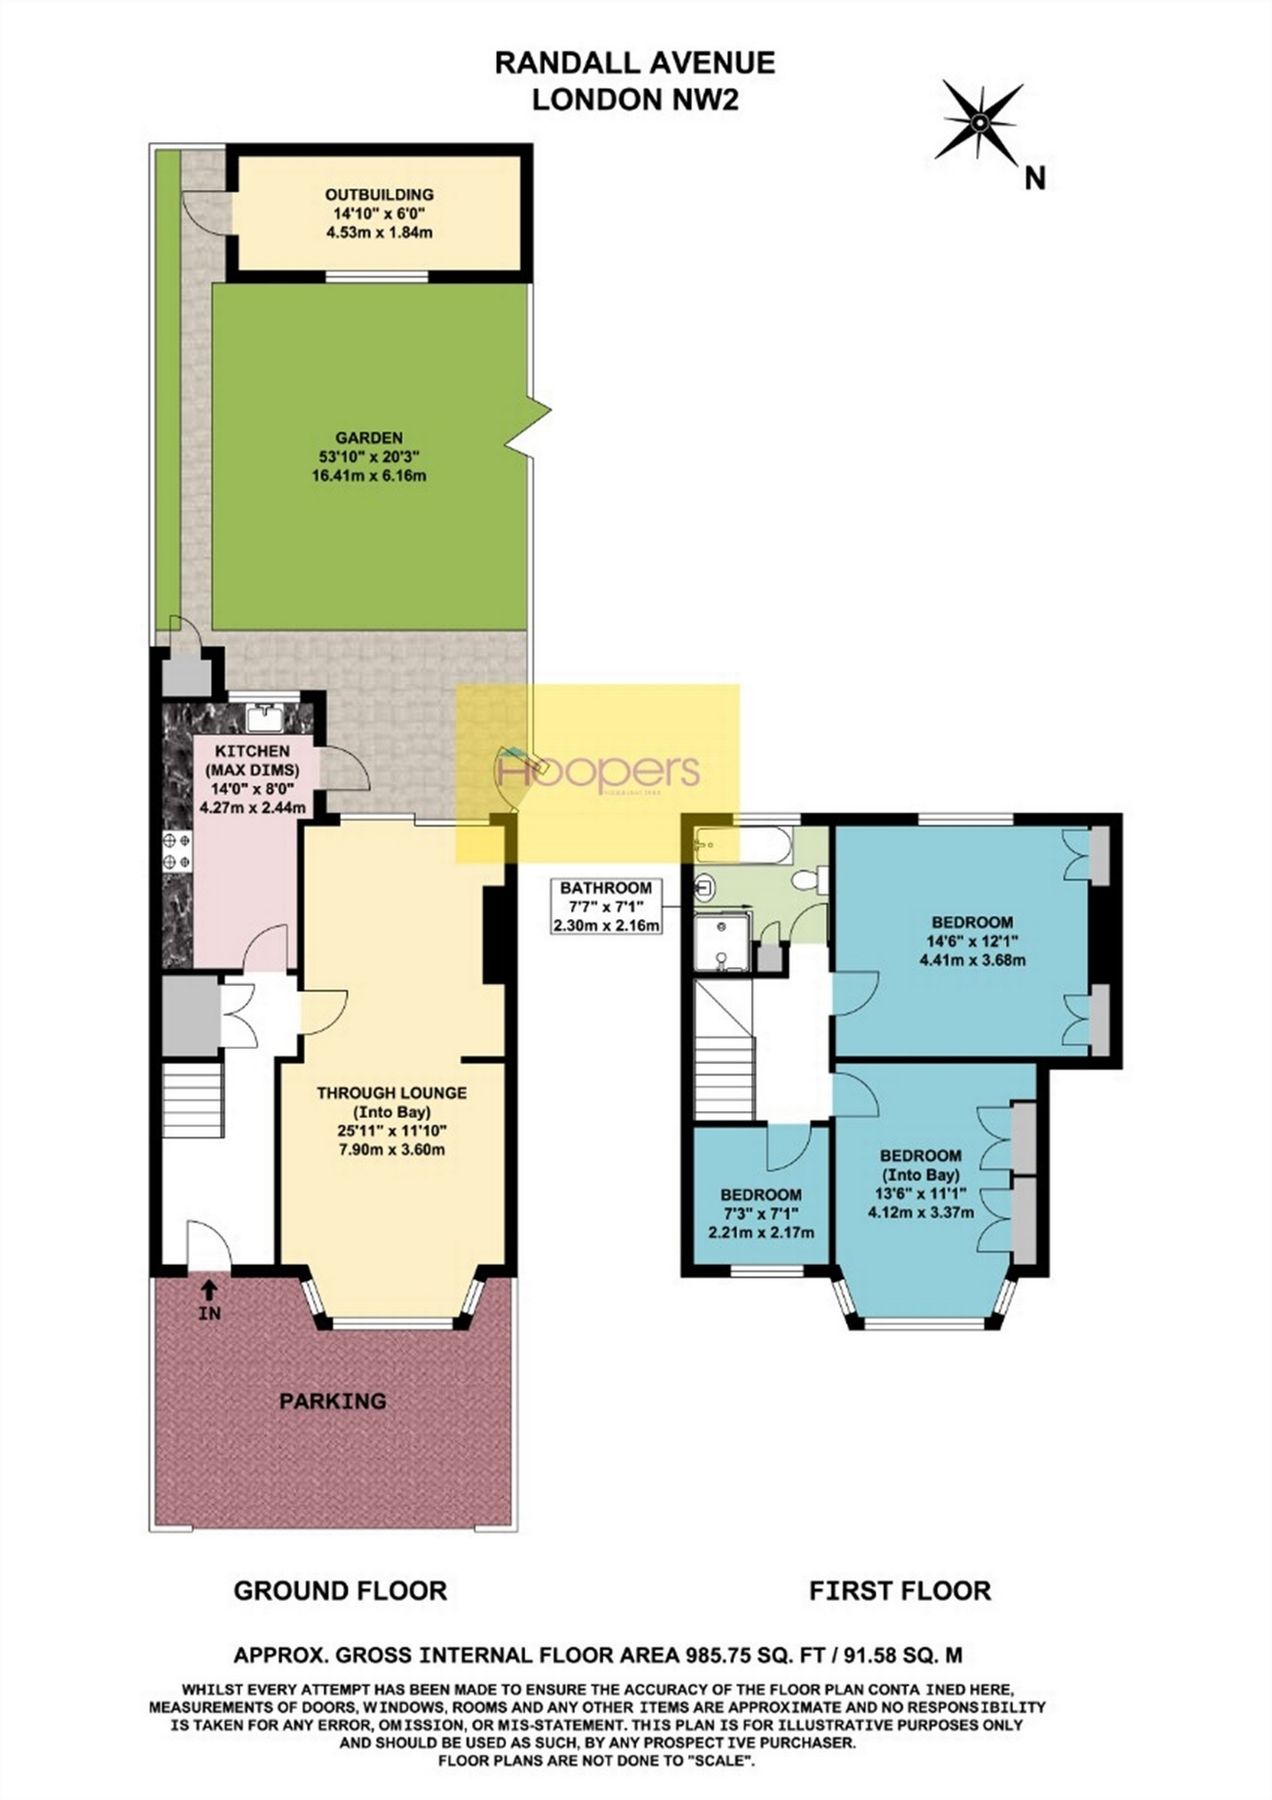 RANDALL AVENUE
LONDON NW2
N
OUTBUILDING
14'10" x 6'0"
4.53m x 1.84m
GARDEN
53'10" x 20'3"
16.41m x 6.16m
KITCHEN
(MAX DIMS)
14'0" x 8'0"
4.27m x 2.44m
Hoopers
BATHROOM
7'7" x 7'1"
2.30m x 2.16m
BEDROOM
14'6" x 12'1"
4.41m x 3.68m
THROUGH LOUNGE
(Into Bay)
25'11" x 11'10"
7.90m x 3.60m
BEDROOM
(Into Bay)
13'6" x 11'1"
4.12m x 3.37m
BEDROOM
7'3" x 7'1"
2.21m x 2.17m
IN
PARKING
GROUND FLOOR
FIRST FLOOR
APPROX. GROSS INTERNAL FLOOR AREA 985.75 SQ. FT / 91.58 SQ. M
WHILST EVERY ATTEMPT HAS BEEN MADE TO ENSURE THE ACCURACY OF THE FLOOR PLAN CONTA INED HERE,
MEASUREMENTS OF DOORS, WINDOWS, ROOMS AND ANY OTHER ITEMS ARE APPROXIMATE AND NO RESPONSIBILITY
IS TAKEN FOR ANY ERROR, OMISSION, OR MIS-STATEMENT. THIS PLAN IS FOR ILLUSTRATIVE PURPOSES ONLY
AND SHOULD BE USED AS SUCH, BY ANY PROSPECT IVE PURCHASER.
FLOOR PLANS ARE NOT DONE TO "SCALE".